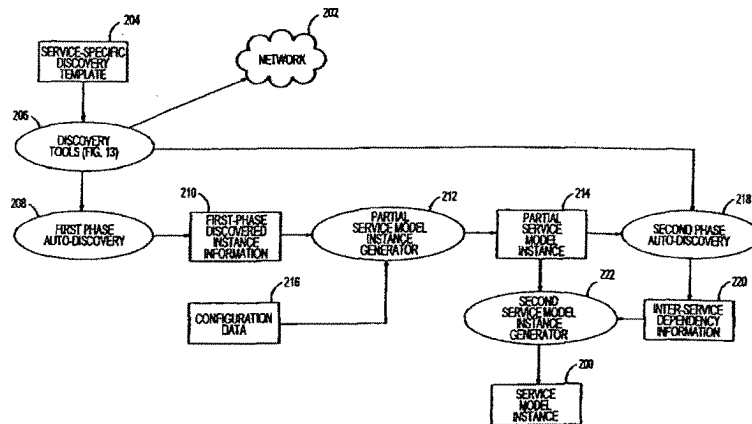 204
SERVICE-SPECIFIC
DISCOVERY
TEMPLATE
202
NETWORK
206
DISCOVERY
TOOLS (FIG. 13)
208
FIRST PHASE
AUTO-DISCOVERY
210
FIRST-PHASE
DISCOVERED
INSTANCE
INFORMATION
212
PARTIAL
SERVICE MODEL
INSTANCE
GENERATOR
214
PARTIAL
SERVICE MODEL
INSTANCE
218
SECOND PHASE
AUTO-DISCOVERY
216
CONFIGURATION
DATA
222
SECOND
SERVICE MODEL
INSTANCE
GENERATOR
220
INTER-SERVICE
DEPENDENCY
INFORMATION
200
SERVICE
MODEL
INSTANCE